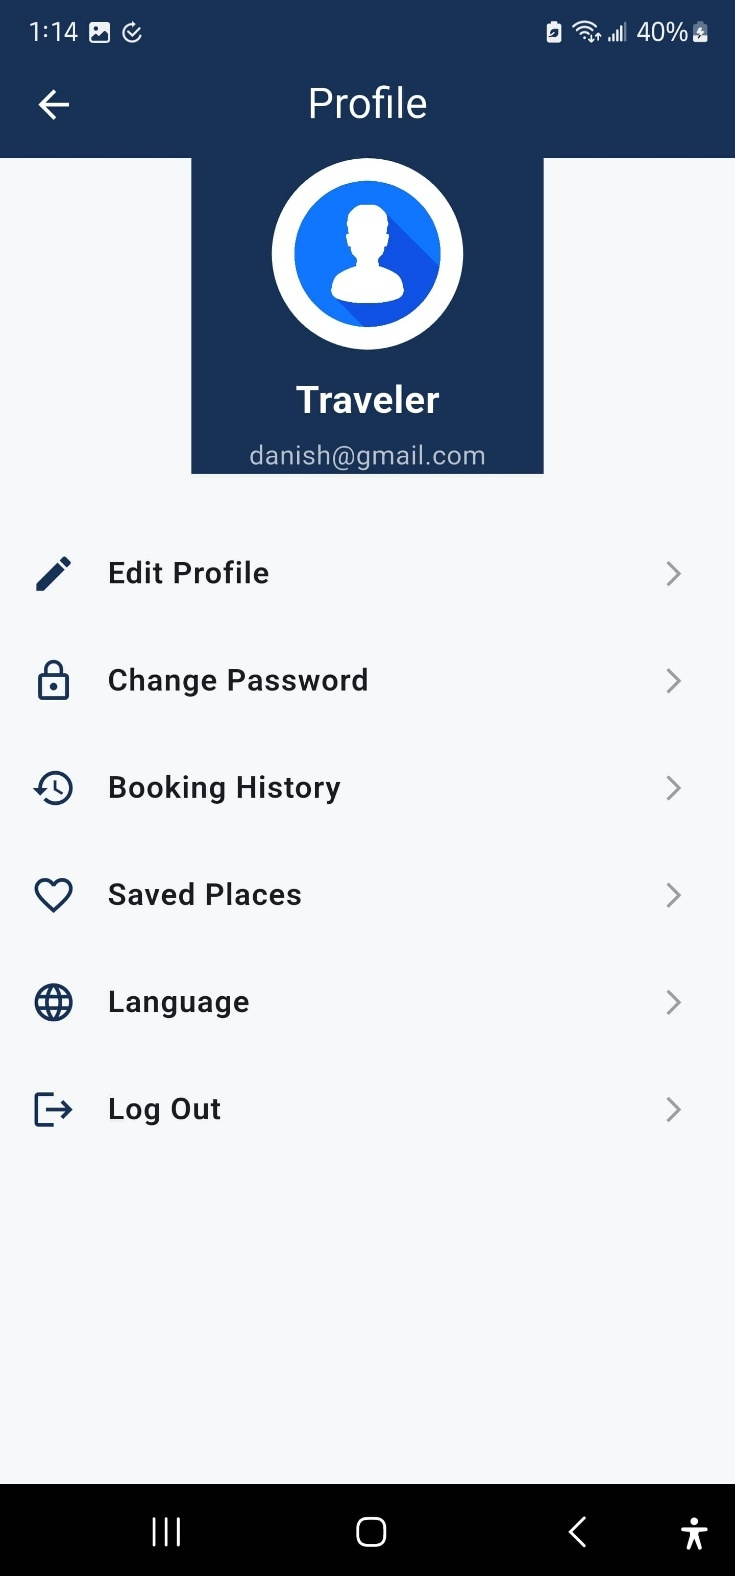 1:14 40%
Profile
Traveler
danish@gmail.com
Edit Profile
Change Password
Booking History
Saved Places
Language
Log Out